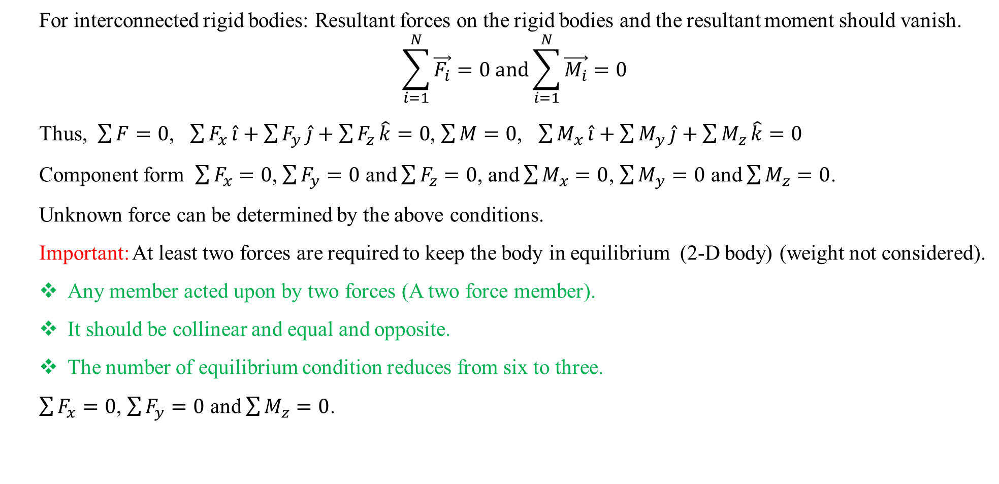 For interconnected rigid bodies: Resultant forces on the rigid bodies and the resultant moment should vanish.
$\sum_{i=1}^{N} \overrightarrow{F_i} = 0$ and $\sum_{i=1}^{N} \overrightarrow{M_i} = 0$
Thus, $\sum F = 0, \sum F_x \hat{\imath} + \sum F_y \hat{\jmath} + \sum F_z \hat{k} = 0, \sum M = 0, \sum M_x \hat{\imath} + \sum M_y \hat{\jmath} + \sum M_z \hat{k} = 0$
Component form $\sum F_x = 0, \sum F_y = 0$ and $\sum F_z = 0$, and $\sum M_x = 0, \sum M_y = 0$ and $\sum M_z = 0$.
Unknown force can be determined by the above conditions.
Important: At least two forces are required to keep the body in equilibrium (2-D body) (weight not considered).
❖ Any member acted upon by two forces (A two force member).
❖ It should be collinear and equal and opposite.
❖ The number of equilibrium condition reduces from six to three.
$\sum F_x = 0, \sum F_y = 0$ and $\sum M_z = 0$.